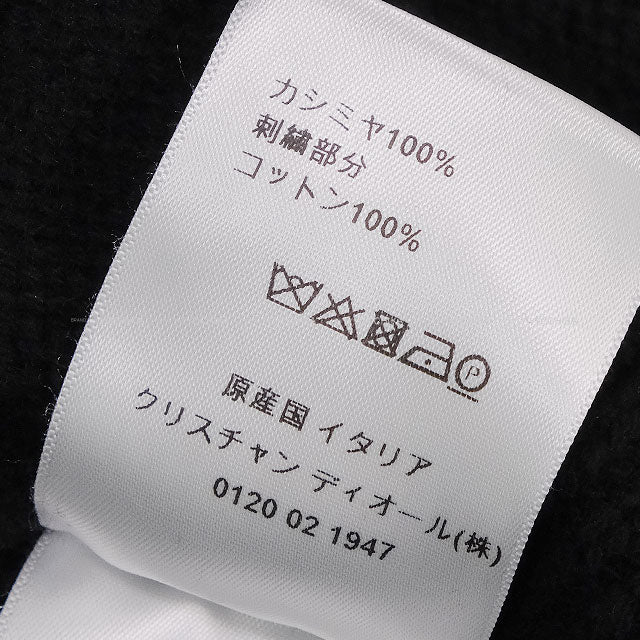 カシミヤ100%
刺繍部分
コットン100%
P
原産国 イタリア
クリスチャン ディオール(株)
0120 02 1947